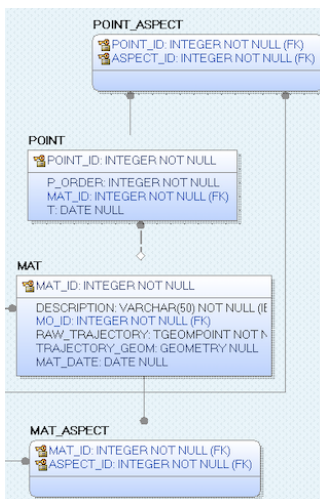 POINT_ASPECT
POINT_ID: INTEGER NOT NULL (FK)
ASPECT_ID: INTEGER NOT NULL (FK)
POINT
POINT_ID: INTEGER NOT NULL
P_ORDER: INTEGER NOT NULL
MAT_ID: INTEGER NOT NULL (FK)
T: DATE NULL
MAT
MAT_ID: INTEGER NOT NULL
DESCRIPTION: VARCHAR(50) NOT NULL (IE
MO_ID: INTEGER NOT NULL (FK)
RAW_TRAJECTORY: TGEOMPOINT NOT N
TRAJECTORY_GEOM: GEOMETRY NULL
MAT_DATE: DATE NULL
MAT_ASPECT
MAT_ID: INTEGER NOT NULL (FK)
ASPECT_ID: INTEGER NOT NULL (FK)